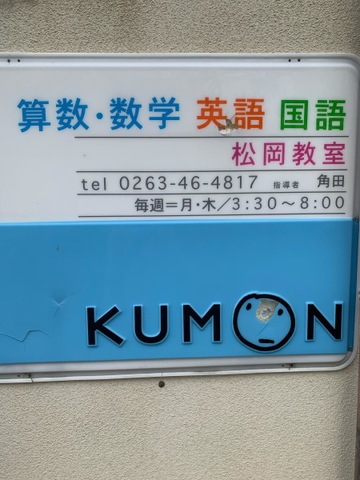 算数・数学 英語 国語
松岡教室
tel 0263-46-4817 指導者 角田
毎週=月・木/3:30〜8:00
KUMON